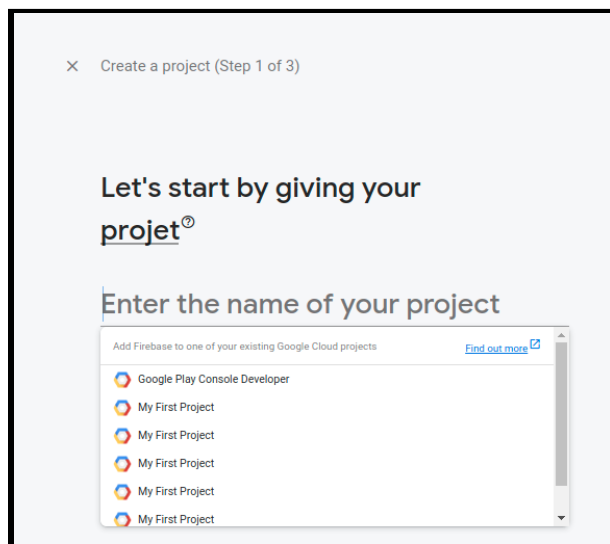 Create a project (Step 1 of 3)
Let's start by giving your
projet
Enter the name of your project
Add Firebase to one of your existing Google Cloud projects Find out more
Google Play Console Developer
My First Project
My First Project
My First Project
My First Project
My First Project